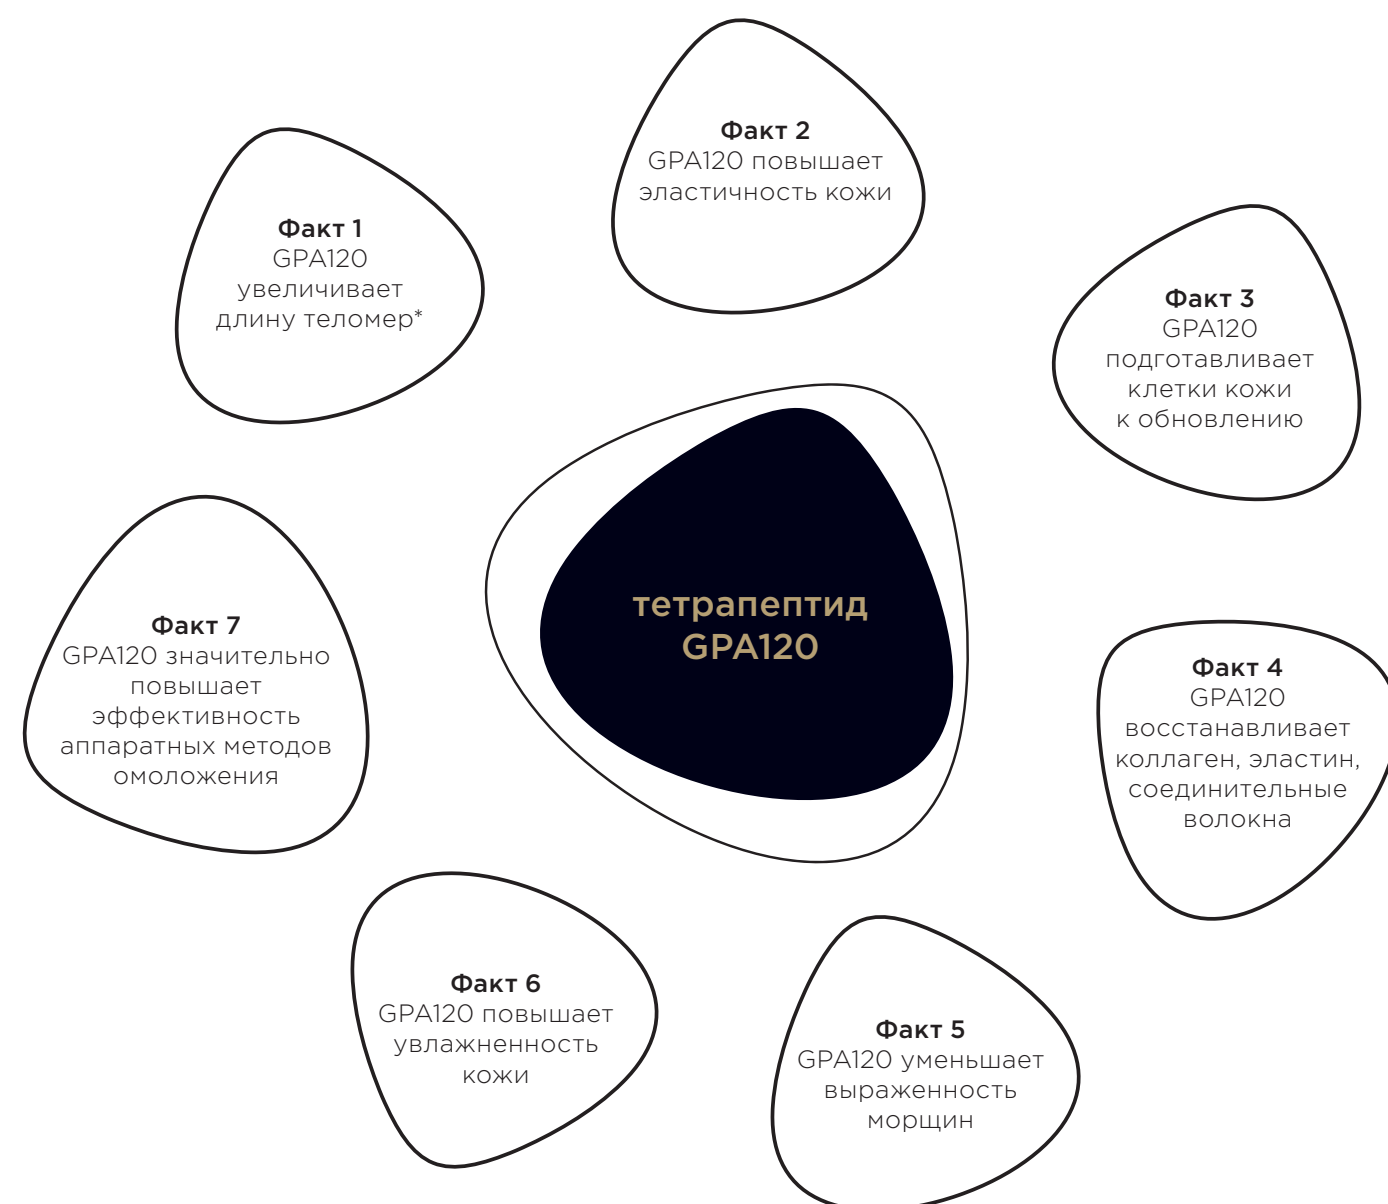 Факт 1
GPA120
увеличивает
длину теломер*
Факт 2
GPA120 повышает
эластичность кожи
Факт 3
GPA120
подготавливает
клетки кожи
к обновлению
тетрапептид
GPA120
Факт 4
GPA120
восстанавливает
коллаген, эластин,
соединительные
волокна
Факт 5
GPA120 уменьшает
выраженность
морщин
Факт 6
GPA120 повышает
увлажненность
кожи
Факт 7
GPA120 значительно
повышает
эффективность
аппаратных методов
омоложения